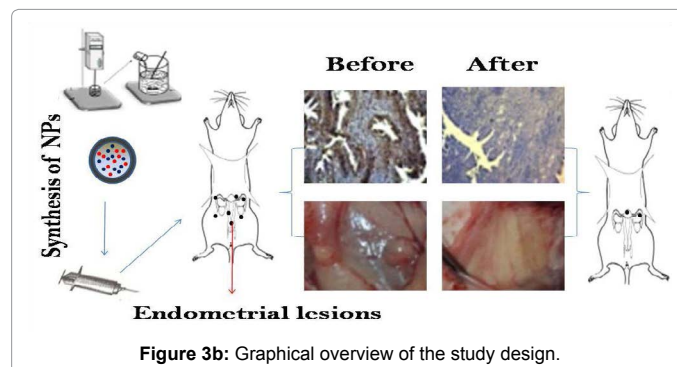 Before After
Synthesis of NPs
Endometrial lesions
Figure 3b: Graphical overview of the study design.